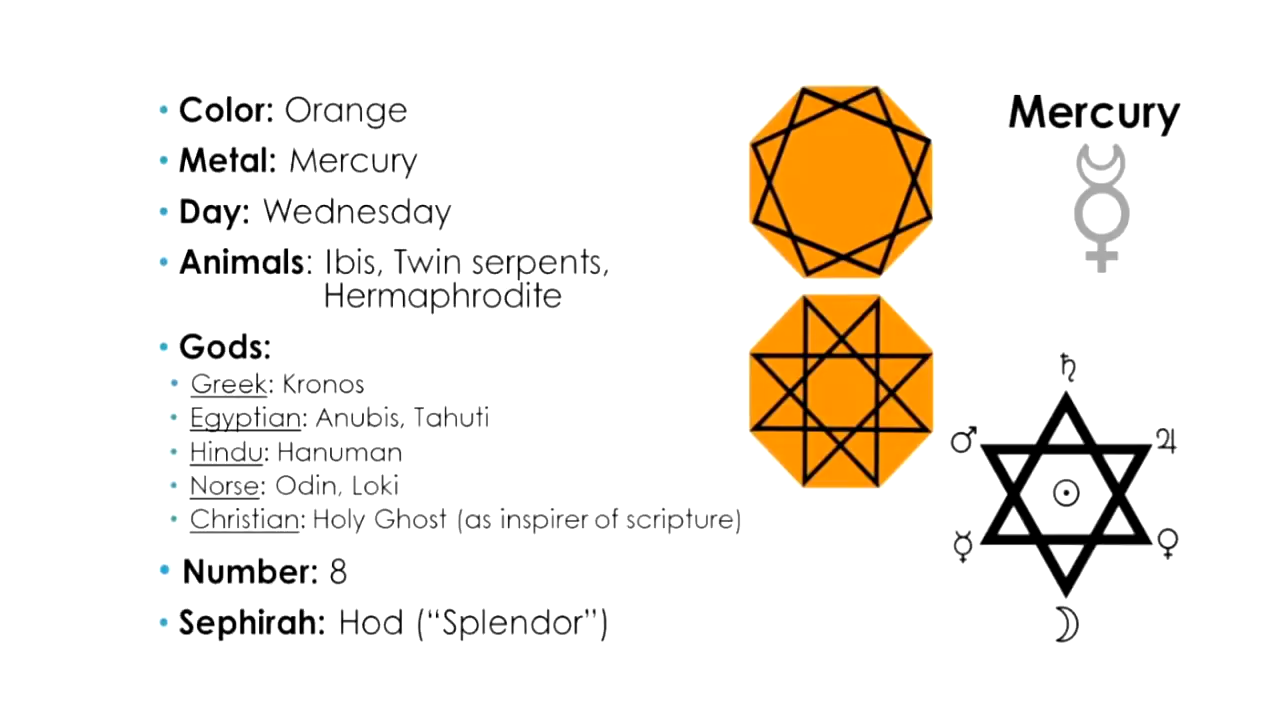 • Color: Orange
• Metal: Mercury
• Day: Wednesday
• Animals: Ibis, Twin serpents,
Hermaphrodite
• Gods:
• Greek: Kronos
• Egyptian: Anubis, Tahuti
• Hindu: Hanuman
• Norse: Odin, Loki
• Christian: Holy Ghost (as inspirer of scripture)
• Number: 8
• Sephirah: Hod (“Splendor”)
Mercury
☿
♄
♂ ♃
☉
☿ ♀
☽